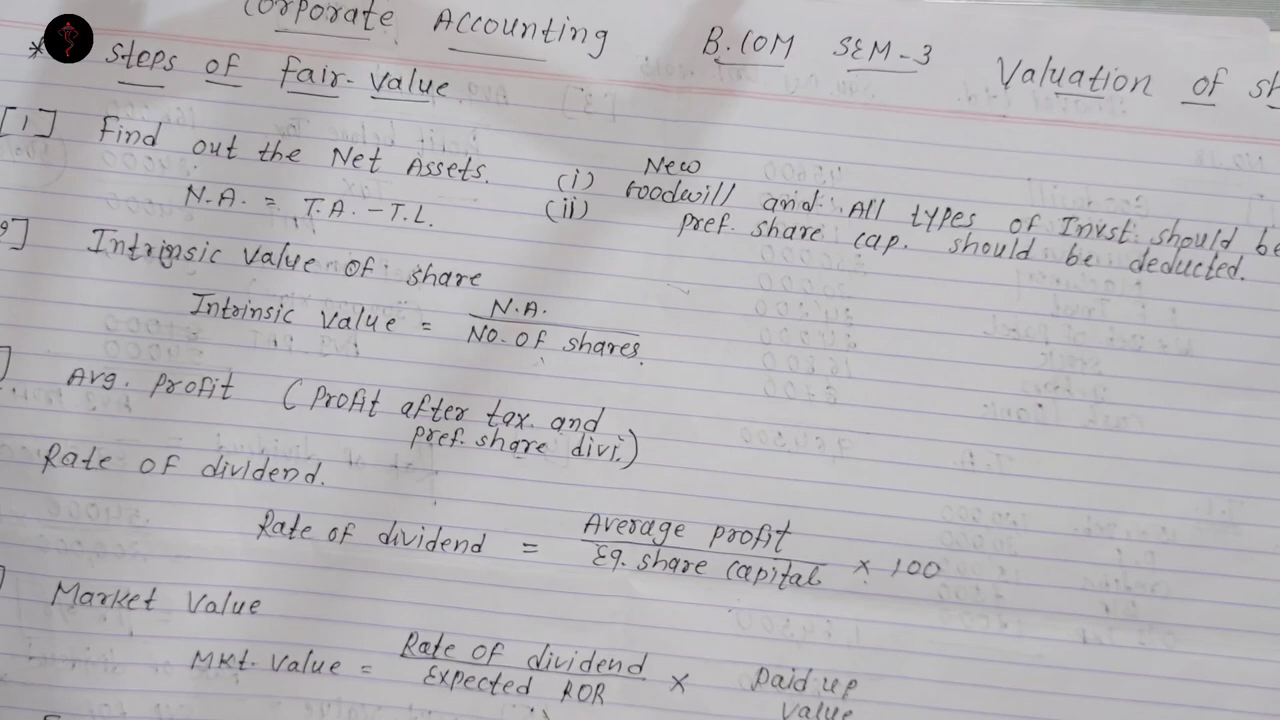 Corporate Accounting B.COM SEM-3 Valuation of
* Steps of fair value
[1] Find out the Net Assets.
N.A. = T.A. - T.L.
(i) New Goodwill and All types of Invst. should be
(ii) pref. share cap. should be deducted.
] Intrinsic value of share
Intrinsic value = N.A.
No. of shares.
] Avg. profit (Profit after tax and
pref. share divi.)
Rate of dividend.
Rate of dividend = Average profit
Eq. share capital × 100
] Market value
Mkt. value = Rate of dividend
Expected ROR × Paid up
value